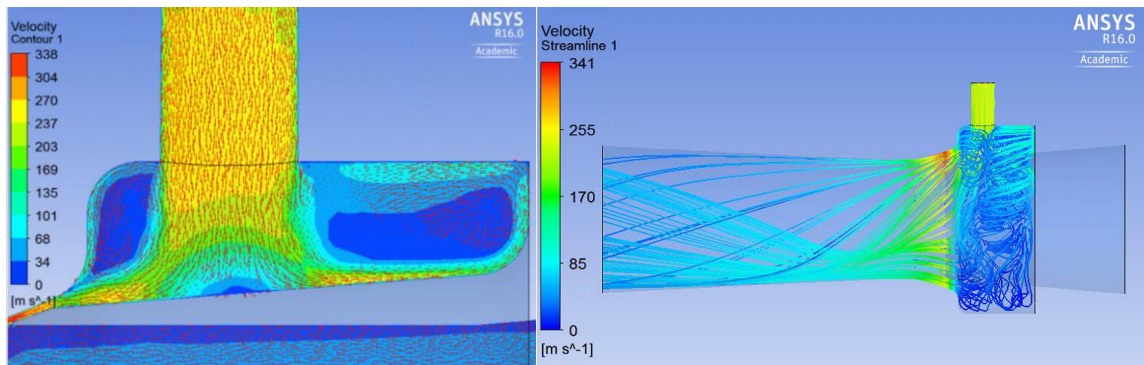 Velocity
Contour 1
338
304
270
237
203
169
135
101
68
34
0
[m s^-1]
ANSYS
R16.0
Academic
Velocity
Streamline 1
341
255
170
85
0
[m s^-1]
ANSYS
R16.0
Academic